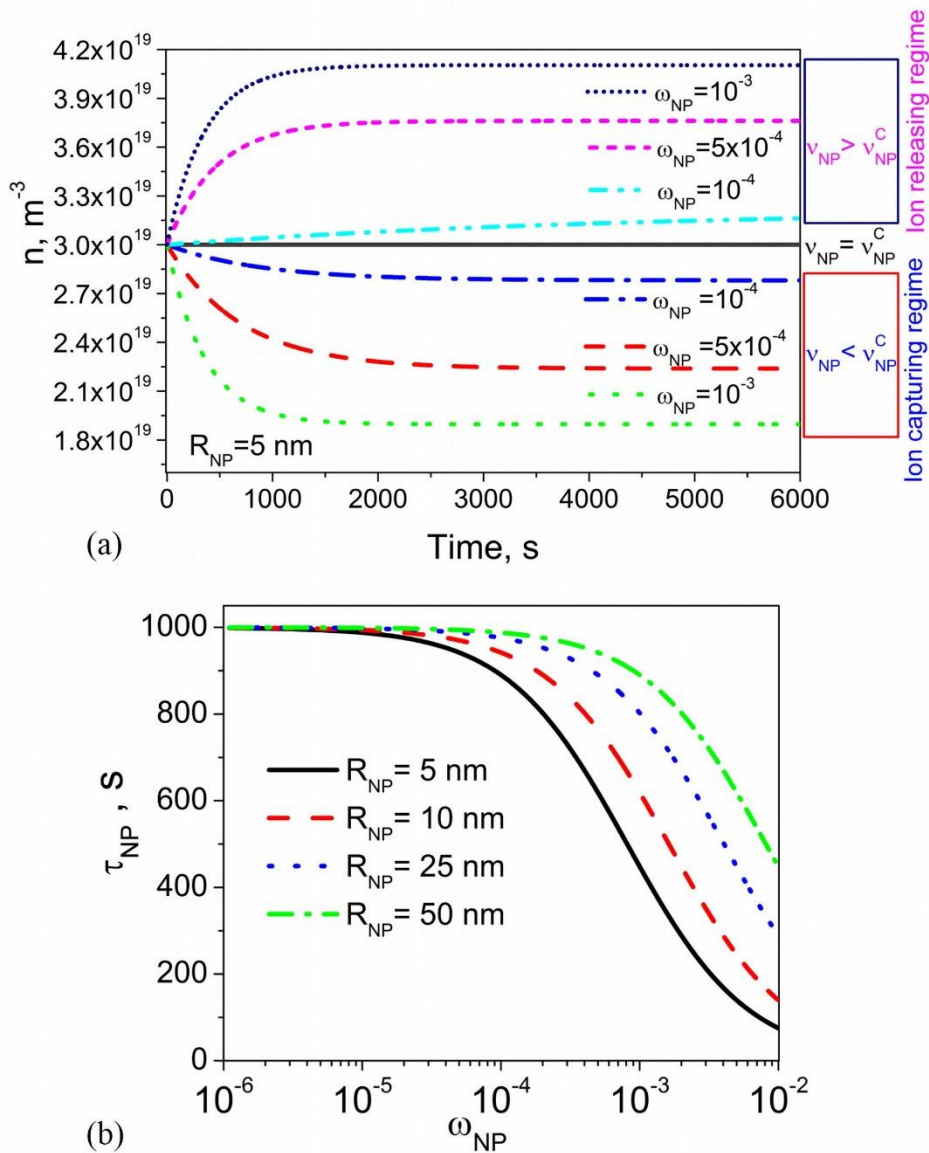 4.2x10^19
3.9x10^19
3.6x10^19
3.3x10^19
3.0x10^19
2.7x10^19
2.4x10^19
2.1x10^19
1.8x10^19
n, m^-3
ω_NP=10^-3
ω_NP=5x10^-4
ω_NP=10^-4
ω_NP=10^-4
ω_NP=5x10^-4
ω_NP=10^-3
R_NP=5 nm
ν_NP> ν_NP^C
Ion releasing regime
ν_NP= ν_NP^C
ν_NP< ν_NP^C
Ion capturing regime
0 1000 2000 3000 4000 5000 6000
Time, s
(a)
1000
800
600
400
200
0
τ_NP, s
R_NP= 5 nm
R_NP= 10 nm
R_NP= 25 nm
R_NP= 50 nm
10^-6 10^-5 10^-4 10^-3 10^-2
ω_NP
(b)